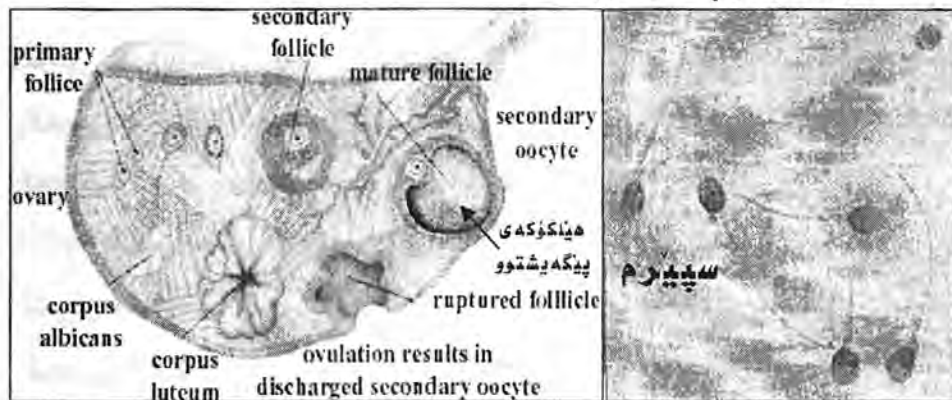 secondary
follicle
primary
follice
mature follicle
secondary
oocyte
ovary
هێلکۆکەی
پێگەیشتوو
ruptured folllicle
corpus
albicans
corpus
luteum
ovulation results in
discharged secondary oocyte
سپێرم